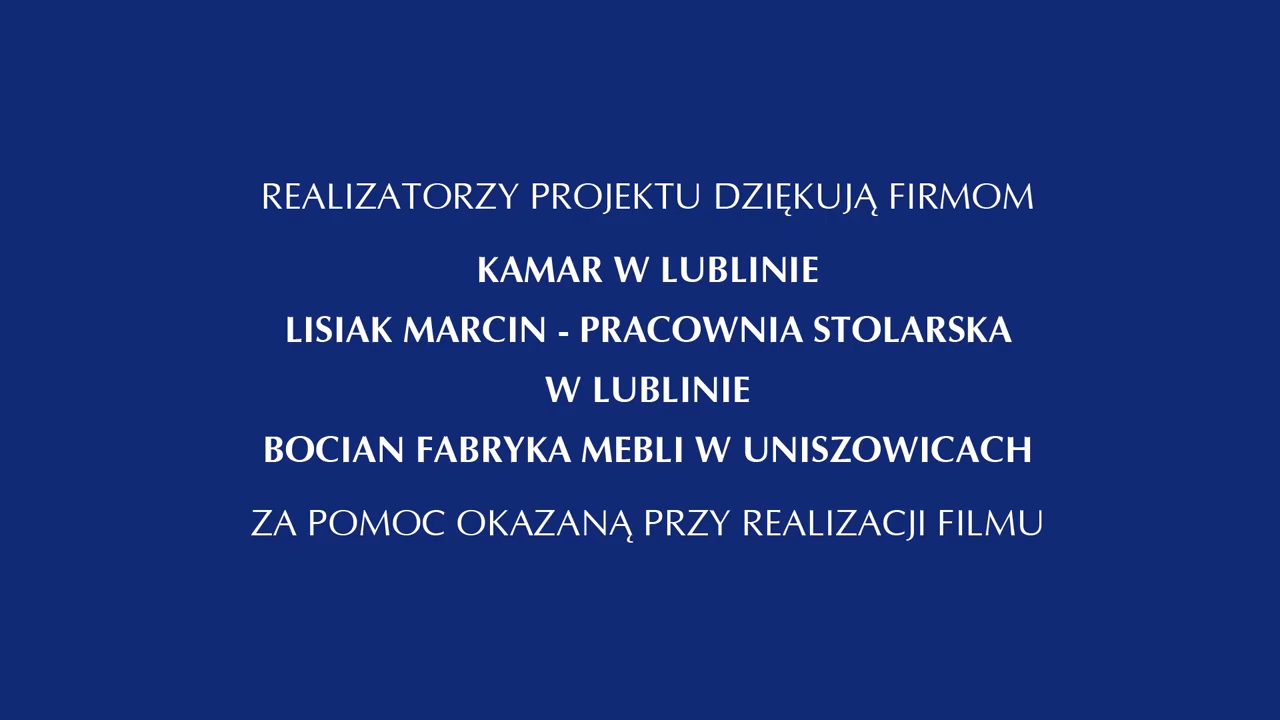 REALIZATORZY PROJEKTU DZIĘKUJĄ FIRMOM
KAMAR W LUBLINIE
LISIAK MARCIN - PRACOWNIA STOLARSKA
W LUBLINIE
BOCIAN FABRYKA MEBLI W UNISZOWICACH
ZA POMOC OKAZANĄ PRZY REALIZACJI FILMU